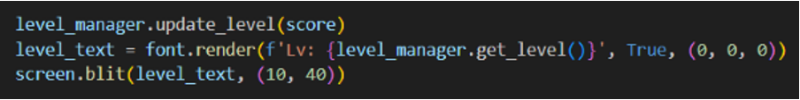 level_manager.update_level(score)
level_text = font.render(f'Lv: {level_manager.get_level()}', True, (0, 0, 0))
screen.blit(level_text, (10, 40))